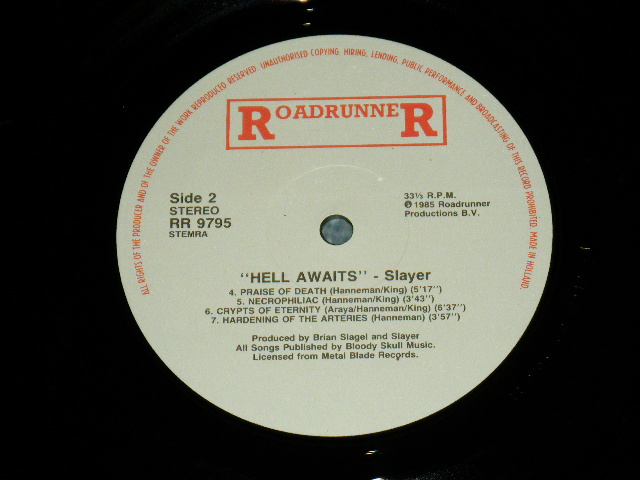 ALL RIGHTS OF THE PRODUCER AND OF THE OWNER OF THE WORK REPRODUCED RESERVED. UNAUTHORISED COPYING, HIRING, LENDING, PUBLIC PERFORMANCE AND BROADCASTING OF THIS RECORD PROHIBITED. MADE IN HOLLAND.
ROADRUNNER
Side 2
STEREO
RR 9795
STEMRA
33⅓ R.P.M.
℗ 1985 Roadrunner
Productions B.V.
"HELL AWAITS" - Slayer
4. PRAISE OF DEATH (Hanneman/King) (5'17")
5. NECROPHILIAC (Hanneman/King) (3'43")
6. CRYPTS OF ETERNITY (Araya/Hanneman/King) (6'37")
7. HARDENING OF THE ARTERIES (Hanneman) (3'57")
Produced by Brian Slagel and Slayer
All Songs Published by Bloody Skull Music.
Licensed from Metal Blade Records.